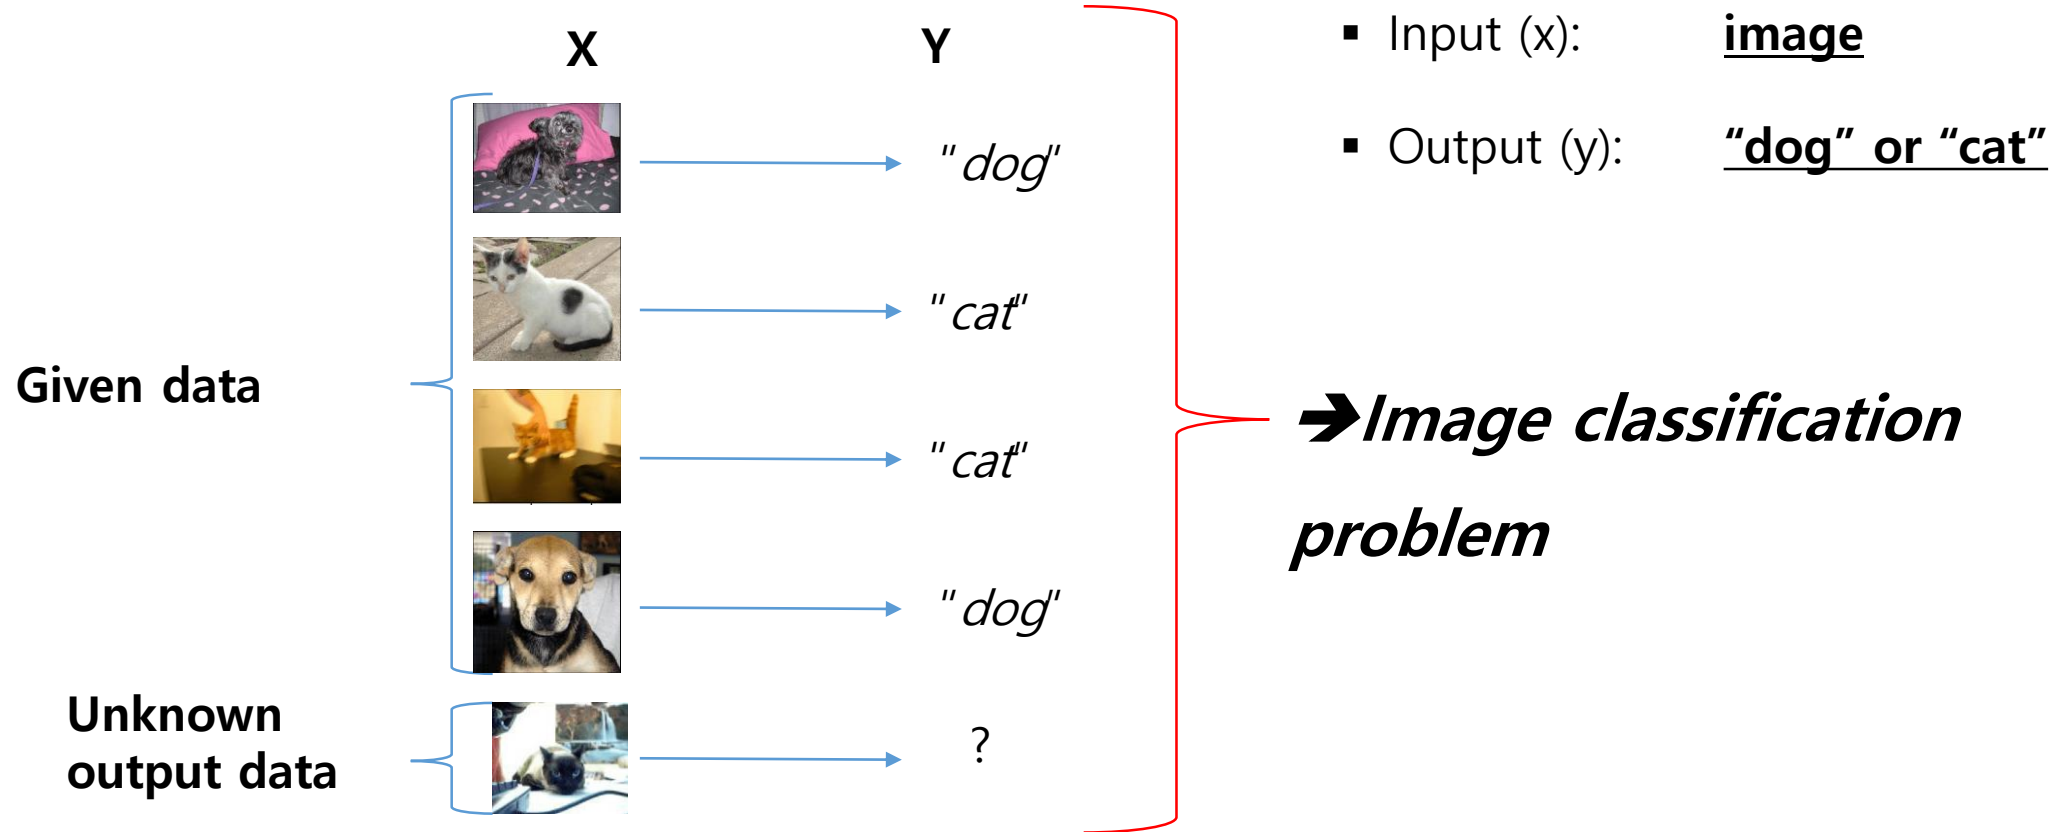 X
Y
"dog"
"cat"
"cat"
"dog"
?
Given data
Unknown
output data
▪ Input (x): image
▪ Output (y): “dog” or “cat”
➔Image classification
problem